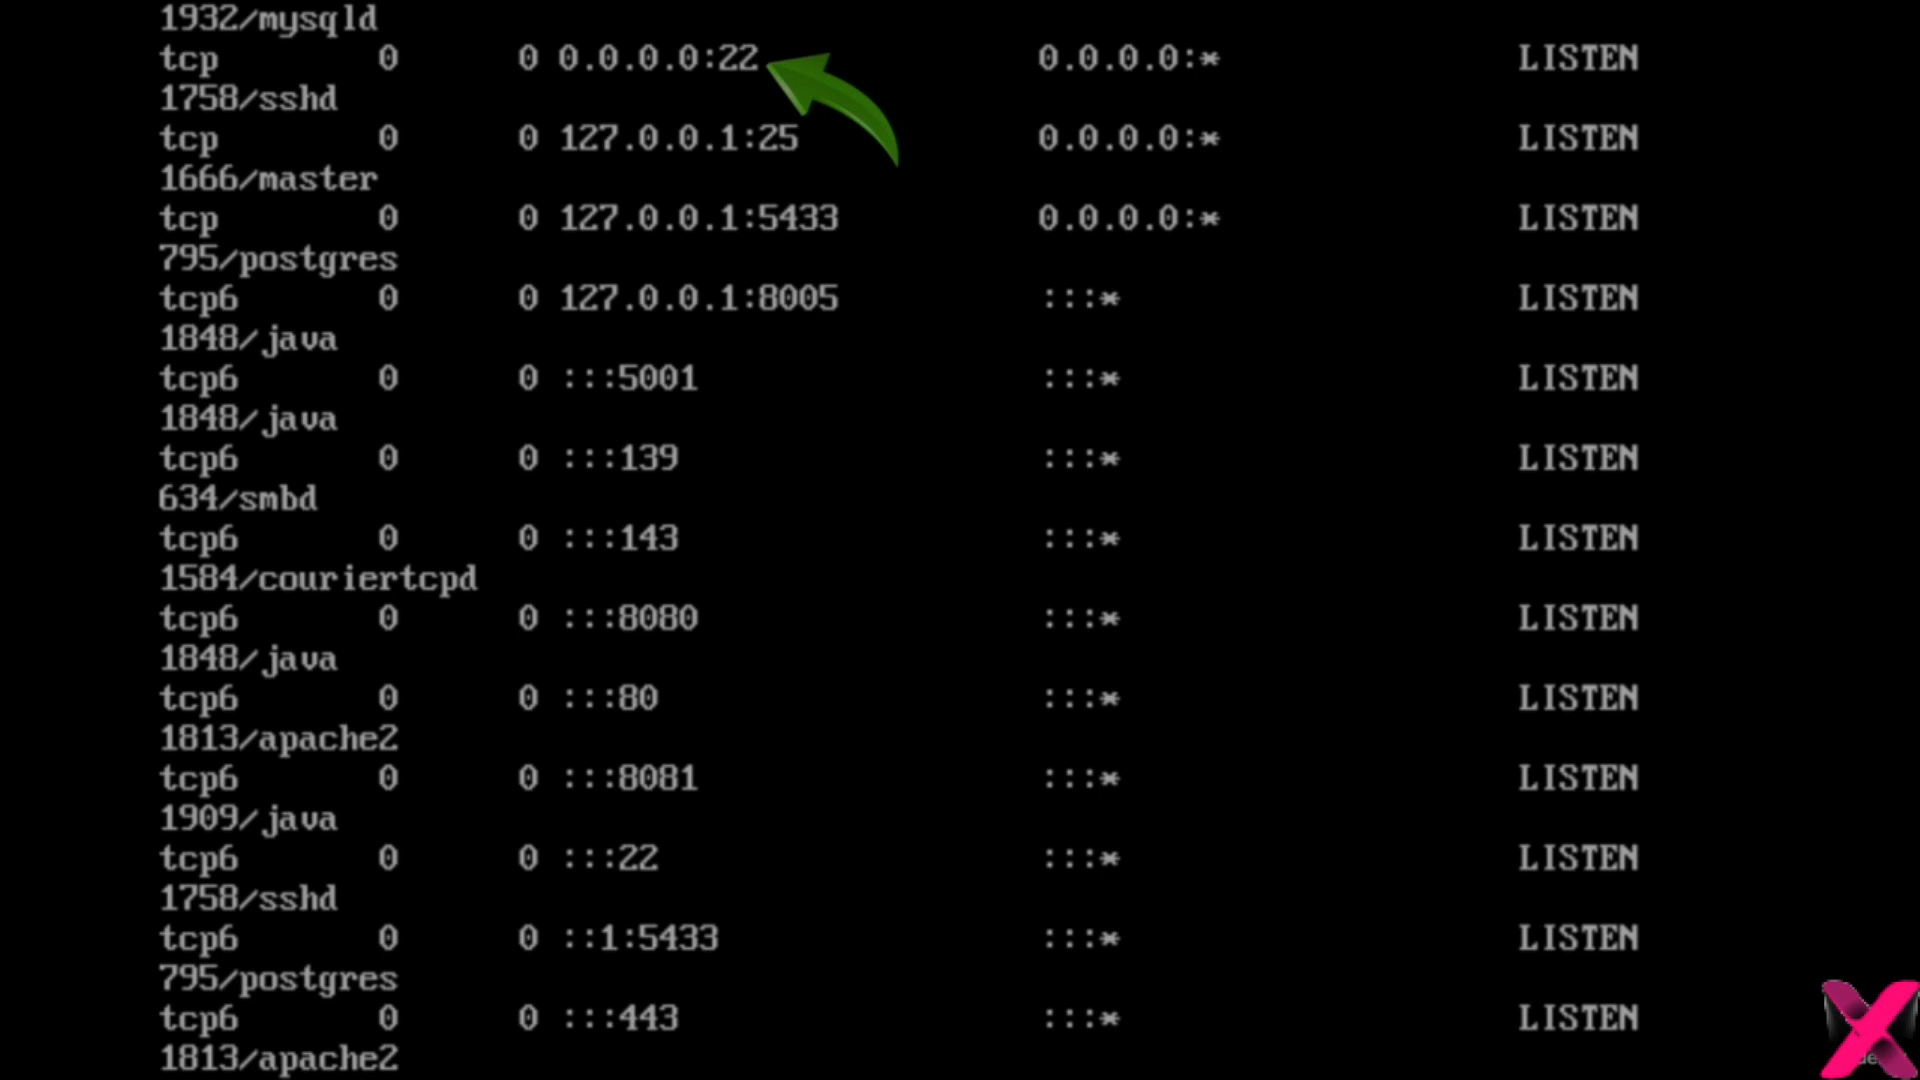 1932/mysqld
tcp 0 0 0.0.0.0:22 0.0.0.0:* LISTEN
1758/sshd
tcp 0 0 127.0.0.1:25 0.0.0.0:* LISTEN
1666/master
tcp 0 0 127.0.0.1:5433 0.0.0.0:* LISTEN
795/postgres
tcp6 0 0 127.0.0.1:8005 :::* LISTEN
1848/java
tcp6 0 0 :::5001 :::* LISTEN
1848/java
tcp6 0 0 :::139 :::* LISTEN
634/smbd
tcp6 0 0 :::143 :::* LISTEN
1584/couriertcpd
tcp6 0 0 :::8080 :::* LISTEN
1848/java
tcp6 0 0 :::80 :::* LISTEN
1813/apache2
tcp6 0 0 :::8081 :::* LISTEN
1909/java
tcp6 0 0 :::22 :::* LISTEN
1758/sshd
tcp6 0 0 ::1:5433 :::* LISTEN
795/postgres
tcp6 0 0 :::443 :::* LISTEN
1813/apache2